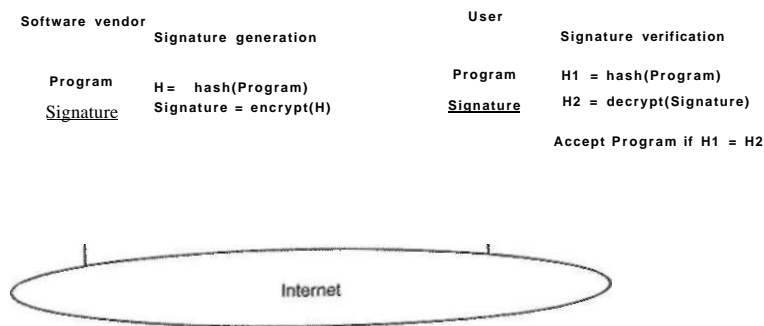 Software vendor
Signature generation
Program
H = hash(Program)
Signature
Signature = encrypt(H)
User
Signature verification
Program
H1 = hash(Program)
Signature
H2 = decrypt(Signature)
Accept Program if H1 = H2
Internet